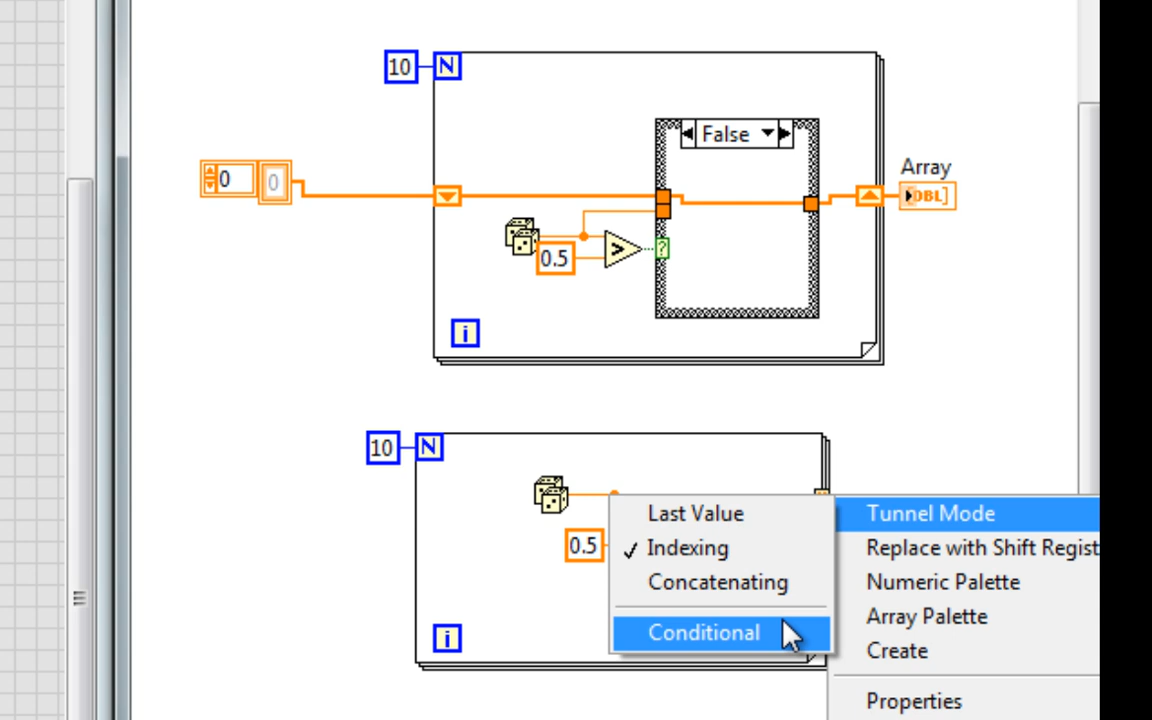 10 N
False
0 0
Array
DBL]
>
?
0.5
i
10 N
Last Value
Tunnel Mode
0.5
Indexing
Replace with Shift Regist
Concatenating
Numeric Palette
Array Palette
Conditional
i
Create
Properties